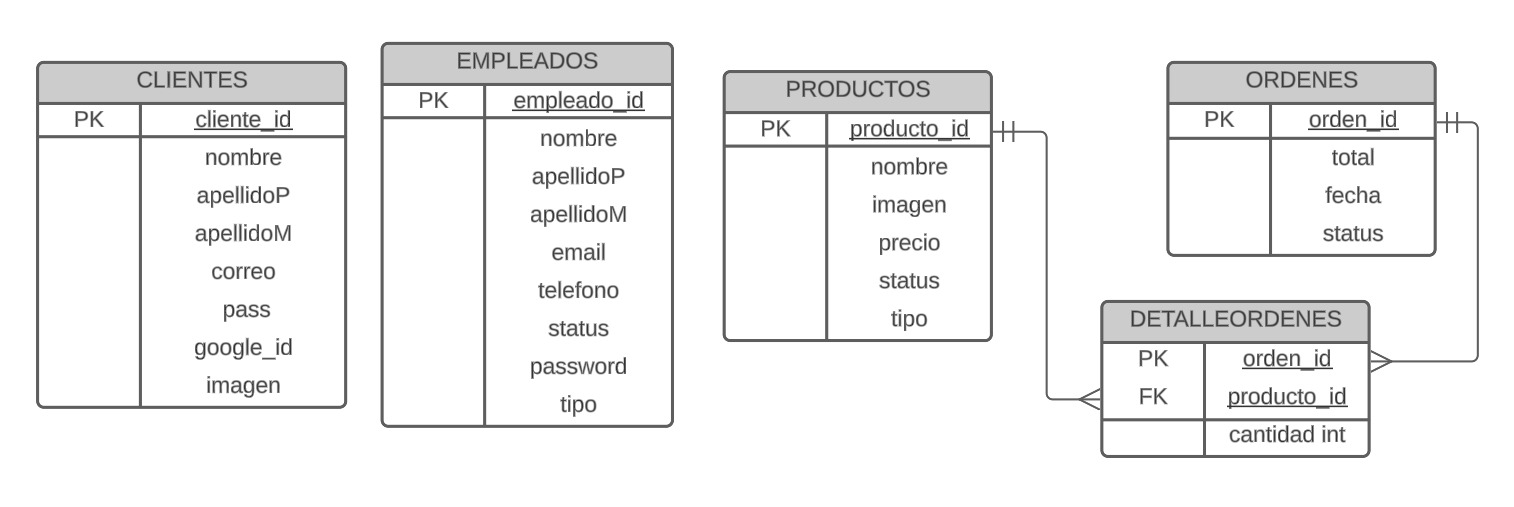 CLIENTES
PK cliente_id
nombre
apellidoP
apellidoM
correo
pass
google_id
imagen
EMPLEADOS
PK empleado_id
nombre
apellidoP
apellidoM
email
telefono
status
password
tipo
PRODUCTOS
PK producto_id
nombre
imagen
precio
status
tipo
ORDENES
PK orden_id
total
fecha
status
DETALLEORDENES
PK orden_id
FK producto_id
cantidad int